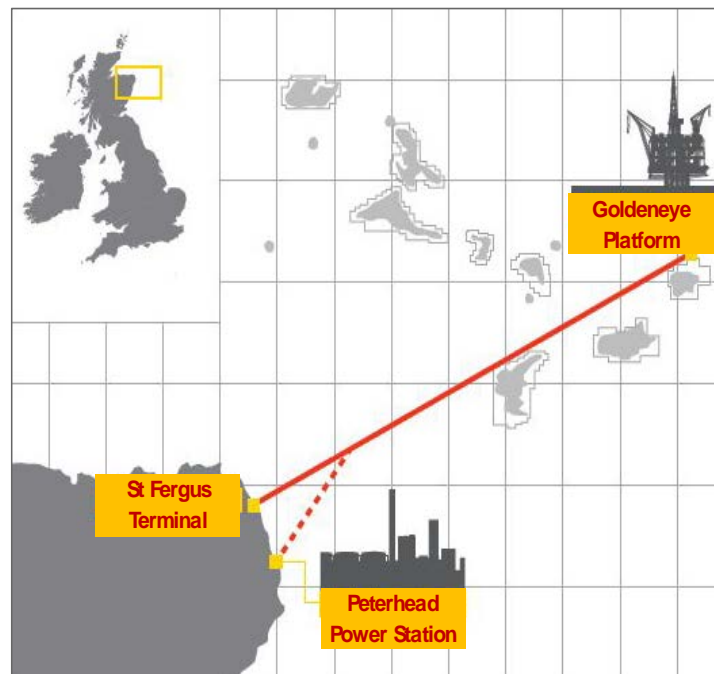 Goldeneye
Platform
St Fergus
Terminal
Peterhead
Power Station